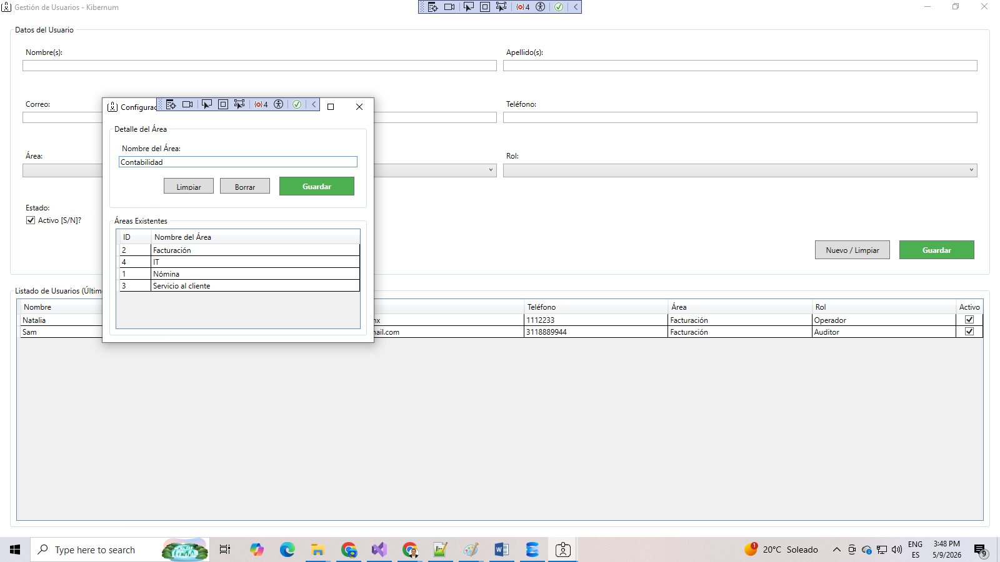 Gestión de Usuarios - Kibernum
4
Datos del Usuario
Nombre(s):
Apellido(s):
Correo:
Teléfono:
Configurac
4
Detalle del Área
Nombre del Área:
Contabilidad
Limpiar
Borrar
Guardar
Área:
Rol:
Estado:
Activo [S/N]?
Áreas Existentes
ID Nombre del Área
2 Facturación
4 IT
1 Nómina
3 Servicio al cliente
Nuevo / Limpiar
Guardar
Listado de Usuarios (Últim
Nombre Teléfono Área Rol Activo
Natalia nx 1112233 Facturación Operador
Sam nail.com 3118889944 Facturación Auditor
Type here to search
1
20°C Soleado
ENG
ES
3:48 PM
5/9/2026
9